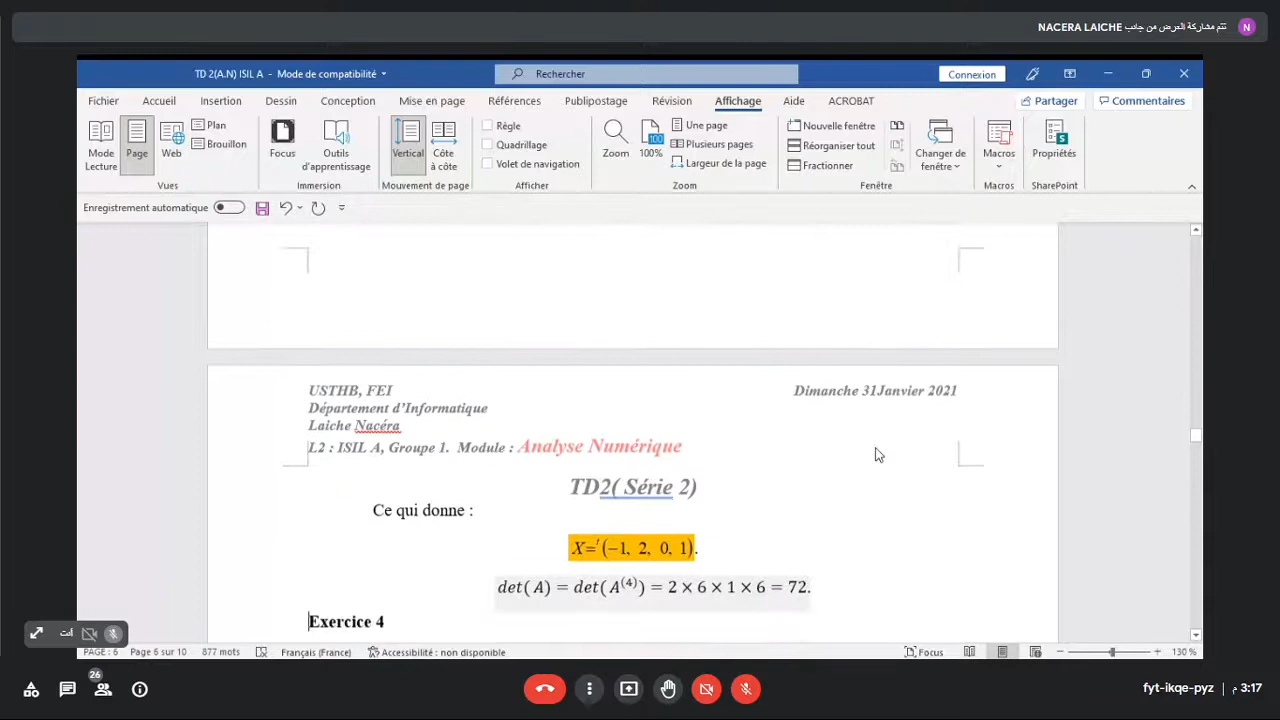 تتم مشاركة العرض من جانب NACERA LAICHE
N
TD 2(A.N) ISIL A - Mode de compatibilité
Rechercher
Connexion
Fichier Accueil Insertion Dessin Conception Mise en page Références Publipostage Révision Affichage Aide ACROBAT
Partager Commentaires
Mode Lecture
Page
Web
Plan
Brouillon
Vues
Focus
Outils d'apprentissage
Immersion
Vertical
Côte à côte
Mouvement de page
Règle
Quadrillage
Volet de navigation
Afficher
Zoom
100
100%
Une page
Plusieurs pages
Largeur de la page
Zoom
Nouvelle fenêtre
Réorganiser tout
Fractionner
Changer de fenêtre
Fenêtre
Macros
Macros
S
Propriétés
SharePoint
Enregistrement automatique
USTHB, FEI Dimanche 31Janvier 2021
Département d'Informatique
Laiche Nacéra
L2 : ISIL A, Groupe 1. Module : Analyse Numérique
TD2( Série 2)
Ce qui donne :
X=ᵗ(−1, 2, 0, 1).
det(A) = det(A⁽⁴⁾) = 2 × 6 × 1 × 6 = 72.
Exercice 4
أنت
PAGE : 6 Page 6 sur 10 877 mots Français (France) Accessibilité : non disponible Focus 130 %
26
fyt-ikqe-pyz | 3:17 م